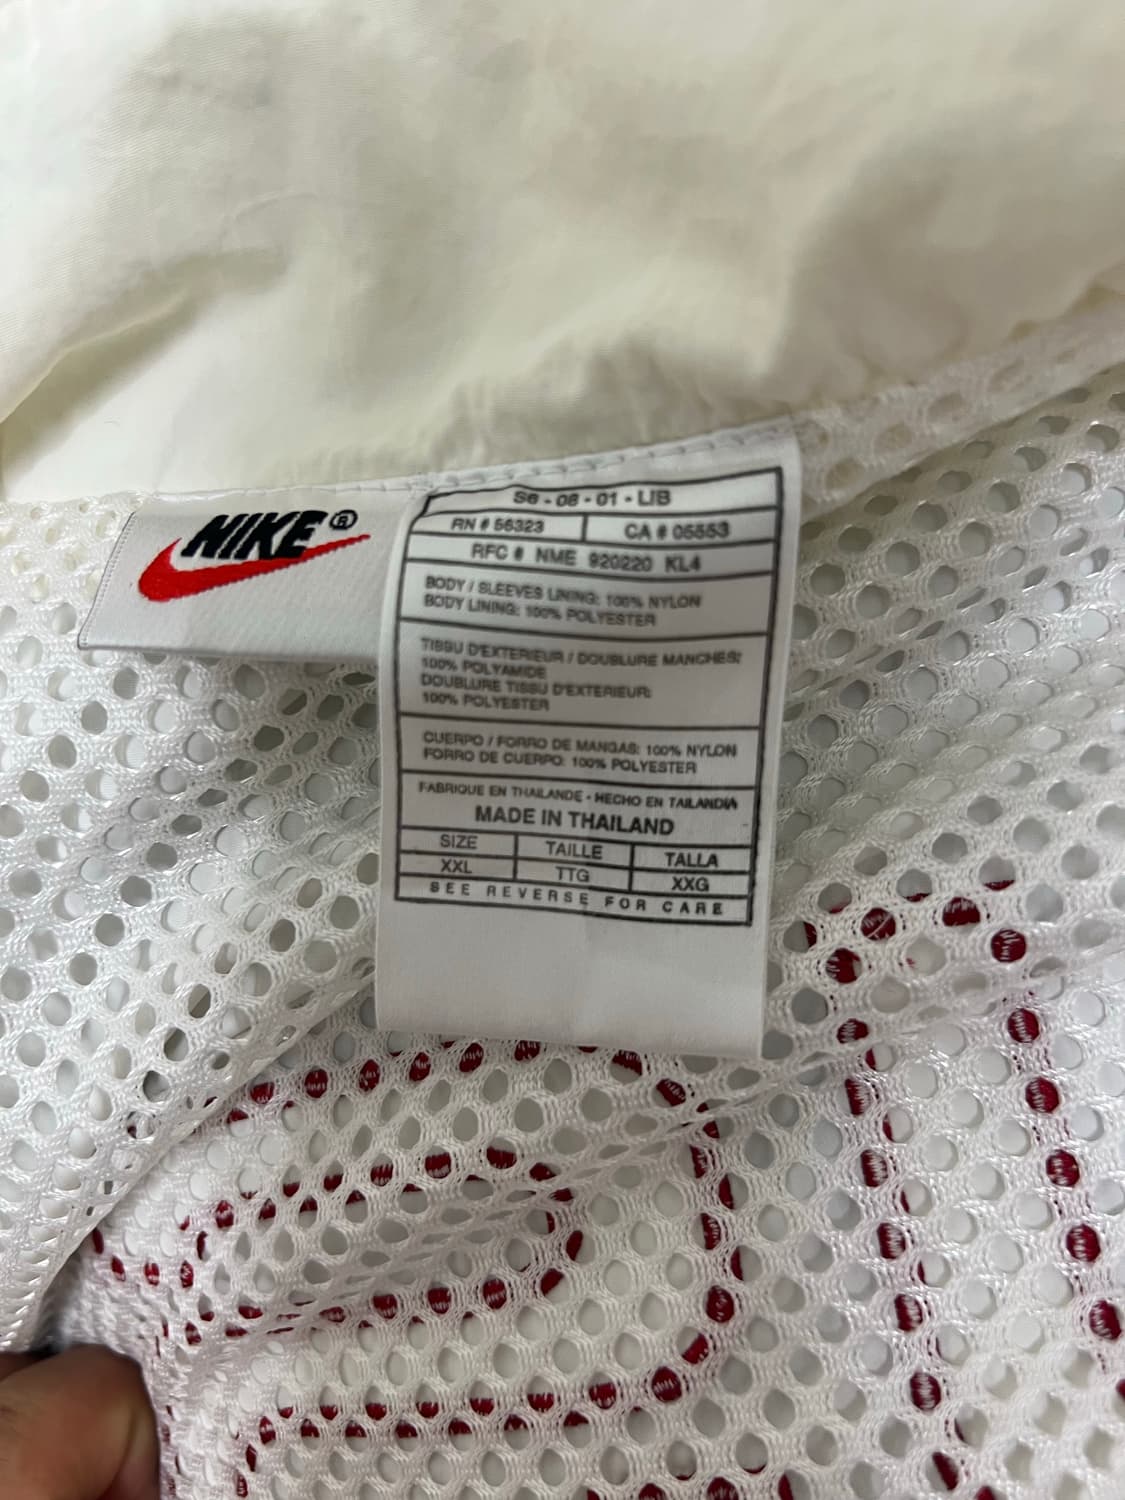 NIKE ®
S6 - 08 - 01 - LIB
RN # 56323 CA # 05553
RFC # NME 920220 KL4
BODY / SLEEVES LINING: 100% NYLON
BODY LINING: 100% POLYESTER
TISSU D'EXTERIEUR / DOUBLURE MANCHES:
100% POLYAMIDE
DOUBLURE TISSU D'EXTERIEUR:
100% POLYESTER
CUERPO / FORRO DE MANGAS: 100% NYLON
FORRO DE CUERPO: 100% POLYESTER
FABRIQUE EN THAILANDE - HECHO EN TAILANDIA
MADE IN THAILAND
SIZE TAILLE TALLA
XXL TTG XXG
SEE REVERSE FOR CARE